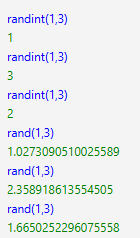 randint(1,3)
1
randint(1,3)
3
randint(1,3)
2
rand(1,3)
1.0273090510025589
rand(1,3)
2.358918613554505
rand(1,3)
1.6650252296075558